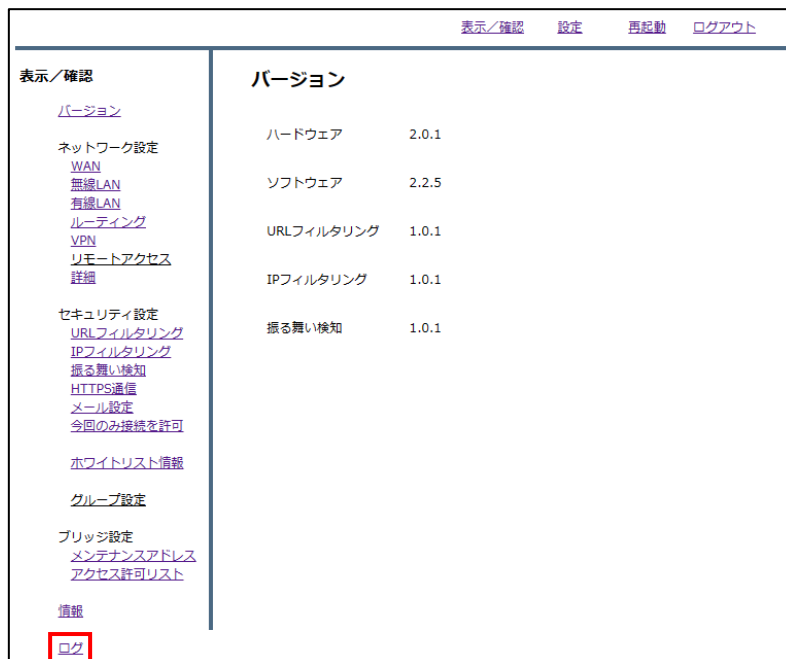 表示／確認 設定 再起動 ログアウト
表示／確認
バージョン
ネットワーク設定
WAN
無線LAN
有線LAN
ルーティング
VPN
リモートアクセス
詳細
セキュリティ設定
URLフィルタリング
IPフィルタリング
振る舞い検知
HTTPS通信
メール設定
今回のみ接続を許可
ホワイトリスト情報
グループ設定
ブリッジ設定
メンテナンスアドレス
アクセス許可リスト
情報
ログ
バージョン
ハードウェア 2.0.1
ソフトウェア 2.2.5
URLフィルタリング 1.0.1
IPフィルタリング 1.0.1
振る舞い検知 1.0.1